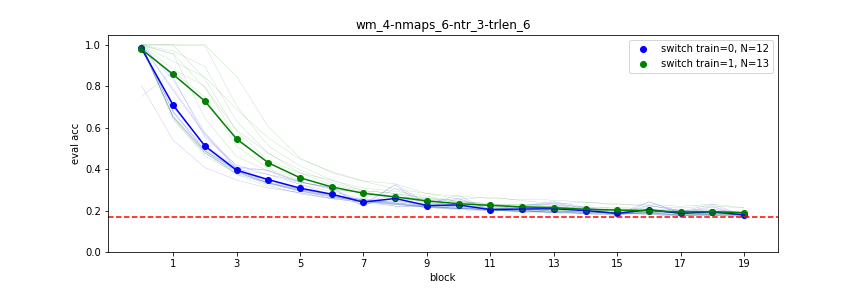 wm_4-nmaps_6-ntr_3-trlen_6
switch train=0, N=12
switch train=1, N=13
eval acc
1.0
0.8
0.6
0.4
0.2
0.0
1 3 5 7 9 11 13 15 17 19
block